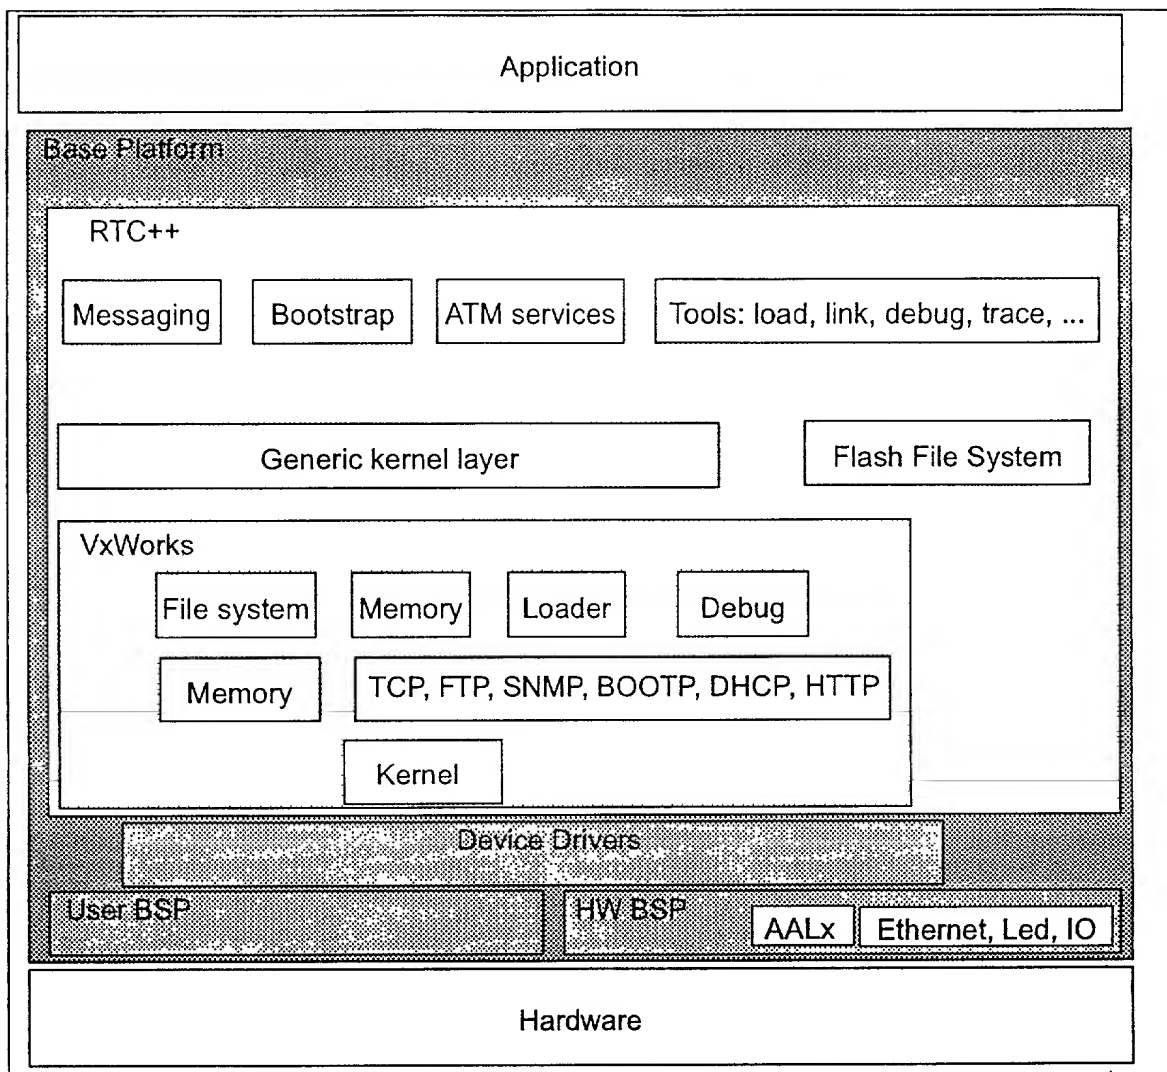 Application
Base Platform
RTC++
Messaging
Bootstrap
ATM services
Tools: load, link, debug, trace, ...
Generic kernel layer
Flash File System
VxWorks
File system
Memory
Loader
Debug
Memory
TCP, FTP, SNMP, BOOTP, DHCP, HTTP
Kernel
Device Drivers
User BSP
HW BSP
AALx
Ethernet, Led, IO
Hardware